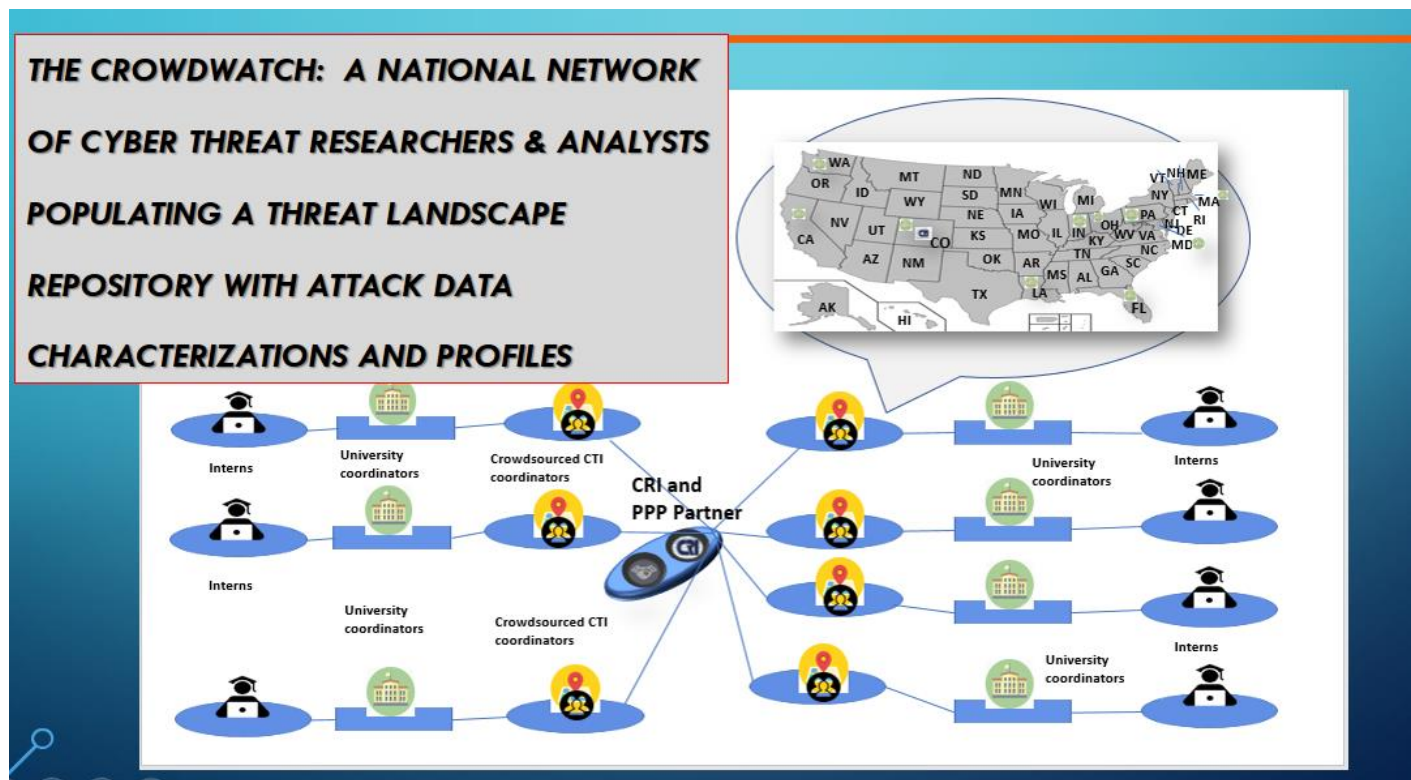 THE CROWDWATCH: A NATIONAL NETWORK
OF CYBER THREAT RESEARCHERS & ANALYSTS
POPULATING A THREAT LANDSCAPE
REPOSITORY WITH ATTACK DATA
CHARACTERIZATIONS AND PROFILES
WA
OR
ID
MT
ND
MN
SD
WY
NE
IA
WI
MI
NY
VT
NH
ME
MA
CT
RI
PA
NJ
DE
MD
OH
IN
IL
WV
VA
KY
NC
TN
SC
GA
AL
MS
AR
LA
FL
MO
KS
OK
TX
CO
NM
UT
AZ
NV
CA
AK
HI
Interns
University
coordinators
Crowdsourced CTI
coordinators
CRI and
PPP Partner
CRI
University
coordinators
Interns
Interns
University
coordinators
Crowdsourced CTI
coordinators
University
coordinators
Interns